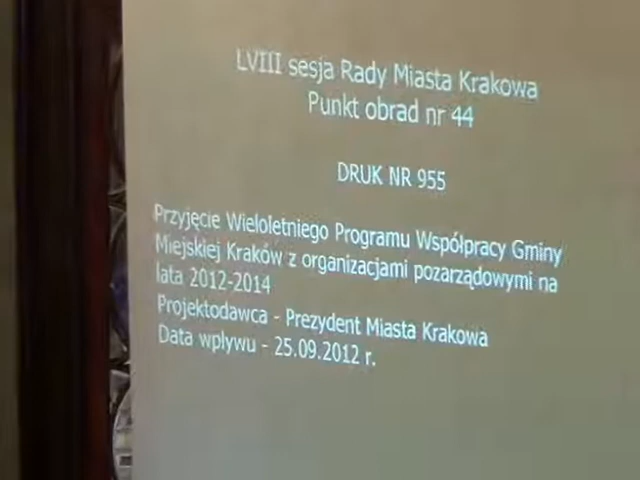 LVIII sesja Rady Miasta Krakowa
Punkt obrad nr 44
DRUK NR 955
Przyjęcie Wieloletniego Programu Współpracy Gminy
Miejskiej Kraków z organizacjami pozarządowymi na
lata 2012-2014
Projektodawca - Prezydent Miasta Krakowa
Data wpływu - 25.09.2012 r.